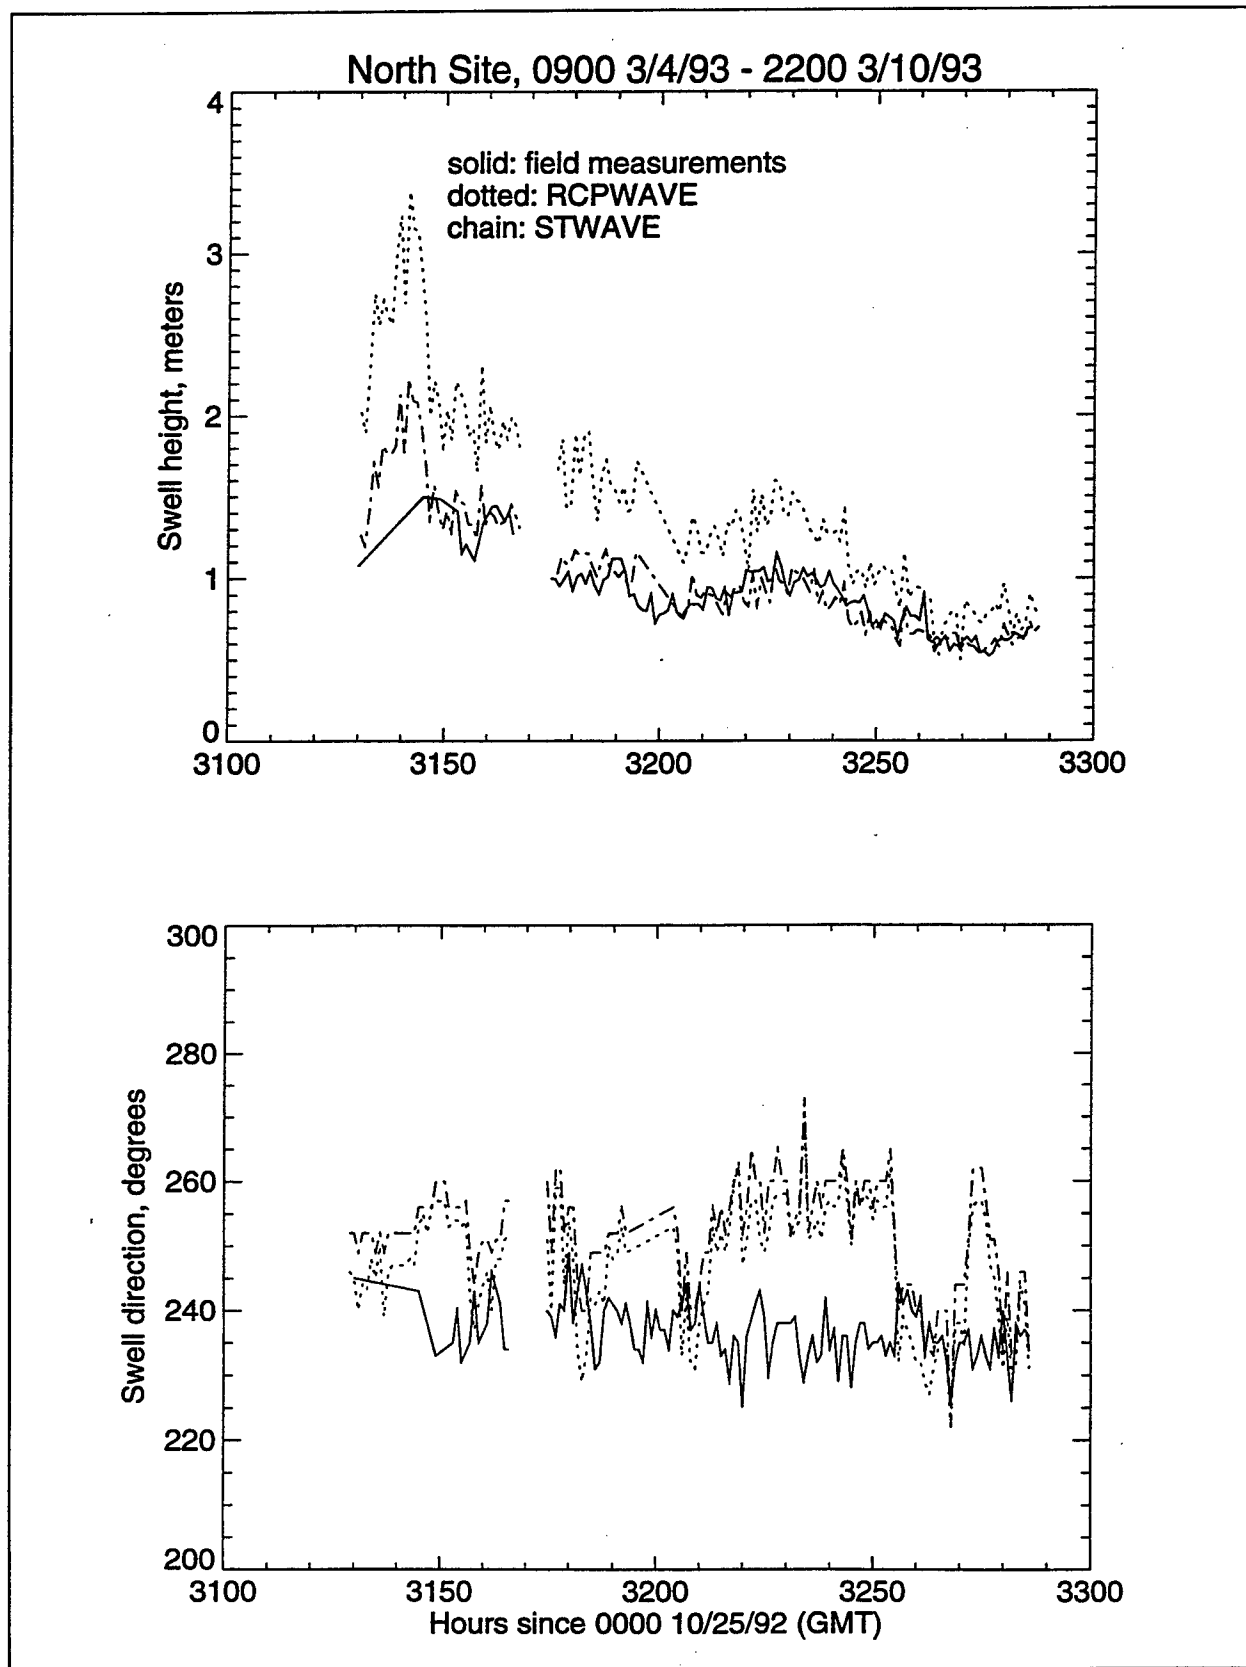 North Site, 0900 3/4/93 - 2200 3/10/93
solid: field measurements
dotted: RCPWAVE
chain: STWAVE
Swell height, meters
4
3
2
1
0
3100 3150 3200 3250 3300
Swell direction, degrees
300
280
260
240
220
200
3100 3150 3200 3250 3300
Hours since 0000 10/25/92 (GMT)